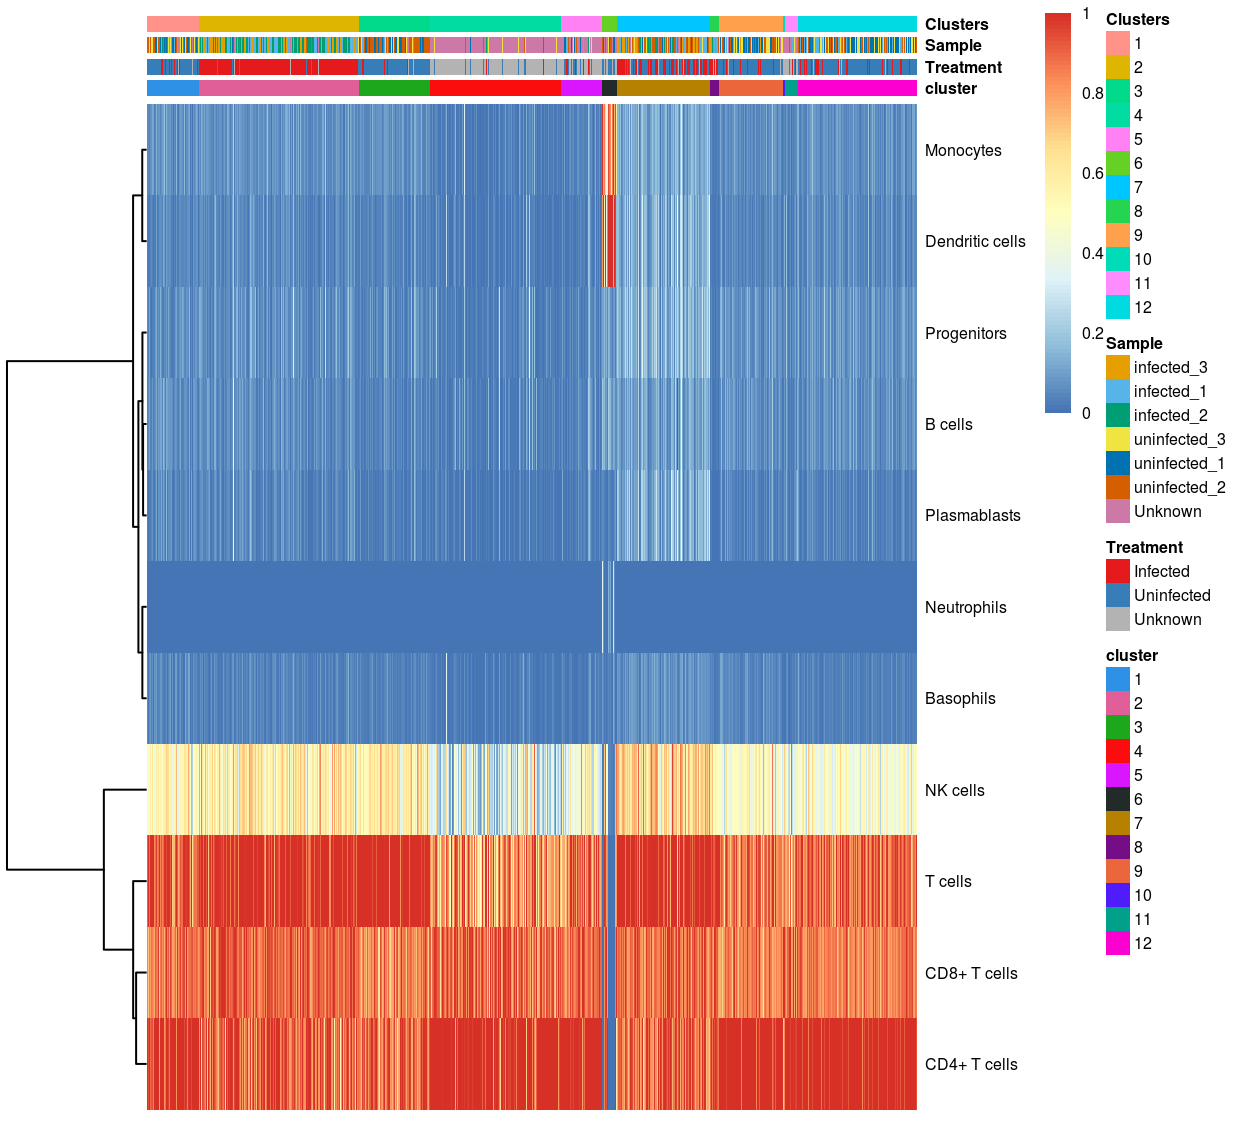 Clusters
Sample
Treatment
cluster
Monocytes
Dendritic cells
Progenitors
B cells
Plasmablasts
Neutrophils
Basophils
NK cells
T cells
CD8+ T cells
CD4+ T cells
1
0.8
0.6
0.4
0.2
0
Clusters
1
2
3
4
5
6
7
8
9
10
11
12
Sample
infected_3
infected_1
infected_2
uninfected_3
uninfected_1
uninfected_2
Unknown
Treatment
Infected
Uninfected
Unknown
cluster
1
2
3
4
5
6
7
8
9
10
11
12